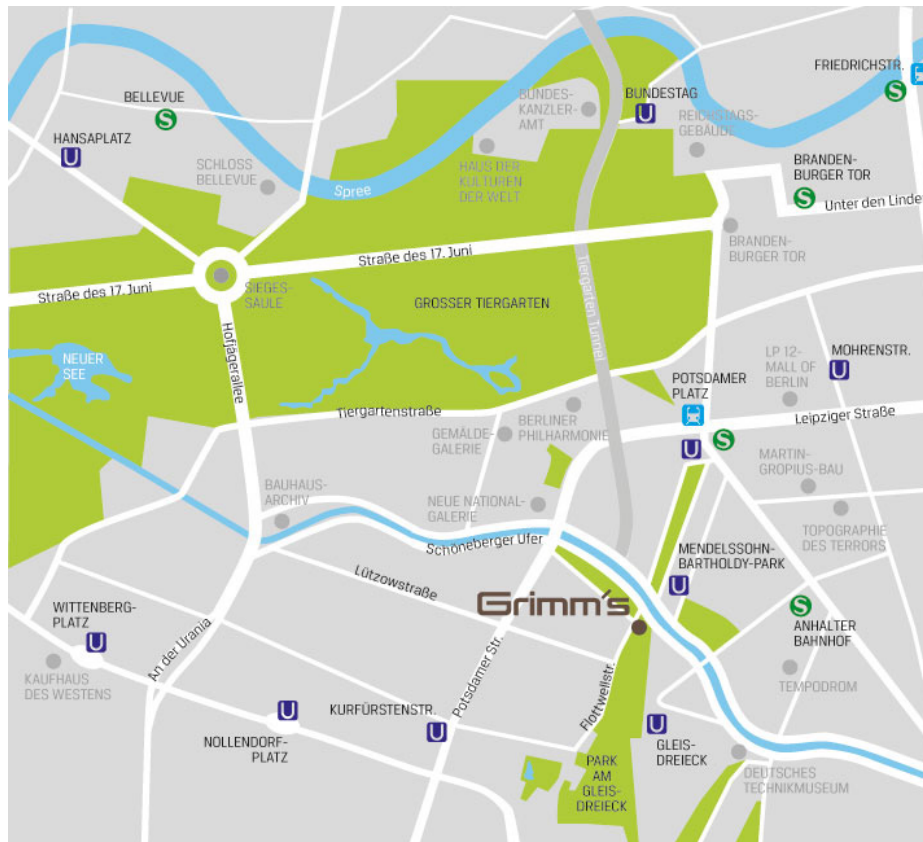 FRIEDRICHSTR.
BELLEVUE
S
HANSAPLATZ
U
BUNDES-
KANZLER-
AMT
BUNDESTAG
U
REICHSTAGS-
GEBÄUDE
S
SCHLOSS
BELLEVUE
HAUS DER
KULTUREN
DER WELT
BRANDEN-
BURGER TOR
S
Spree
Unter den Linde
BRANDEN-
BURGER TOR
Straße des 17. Juni
Straße des 17. Juni
SIEGES-
SÄULE
Tiergarten Tunnel
GROSSER TIERGARTEN
Hofjägerallee
NEUER
SEE
LP 12-
MALL OF
BERLIN
MOHRENSTR.
U
POTSDAMER
PLATZ
Tiergartenstraße
BERLINER
PHILHARMONIE
Leipziger Straße
GEMÄLDE-
GALERIE
U
S
MARTIN-
GROPIUS-BAU
BAUHAUS-
ARCHIV
NEUE NATIONAL-
GALERIE
TOPOGRAPHIE
DES TERRORS
Schöneberger Ufer
MENDELSSOHN-
BARTHOLDY-PARK
U
Lützowstraße
Grimm's
S
ANHALTER
BAHNHOF
WITTENBERG-
PLATZ
U
An der Urania
KAUFHAUS
DES WESTENS
Potsdamer Str.
Flottwellstr.
TEMPODROM
U
NOLLENDORF-
PLATZ
KURFÜRSTENSTR.
U
U
GLEIS-
DREIECK
PARK
AM
GLEIS-
DREIECK
DEUTSCHES
TECHNIKMUSEUM